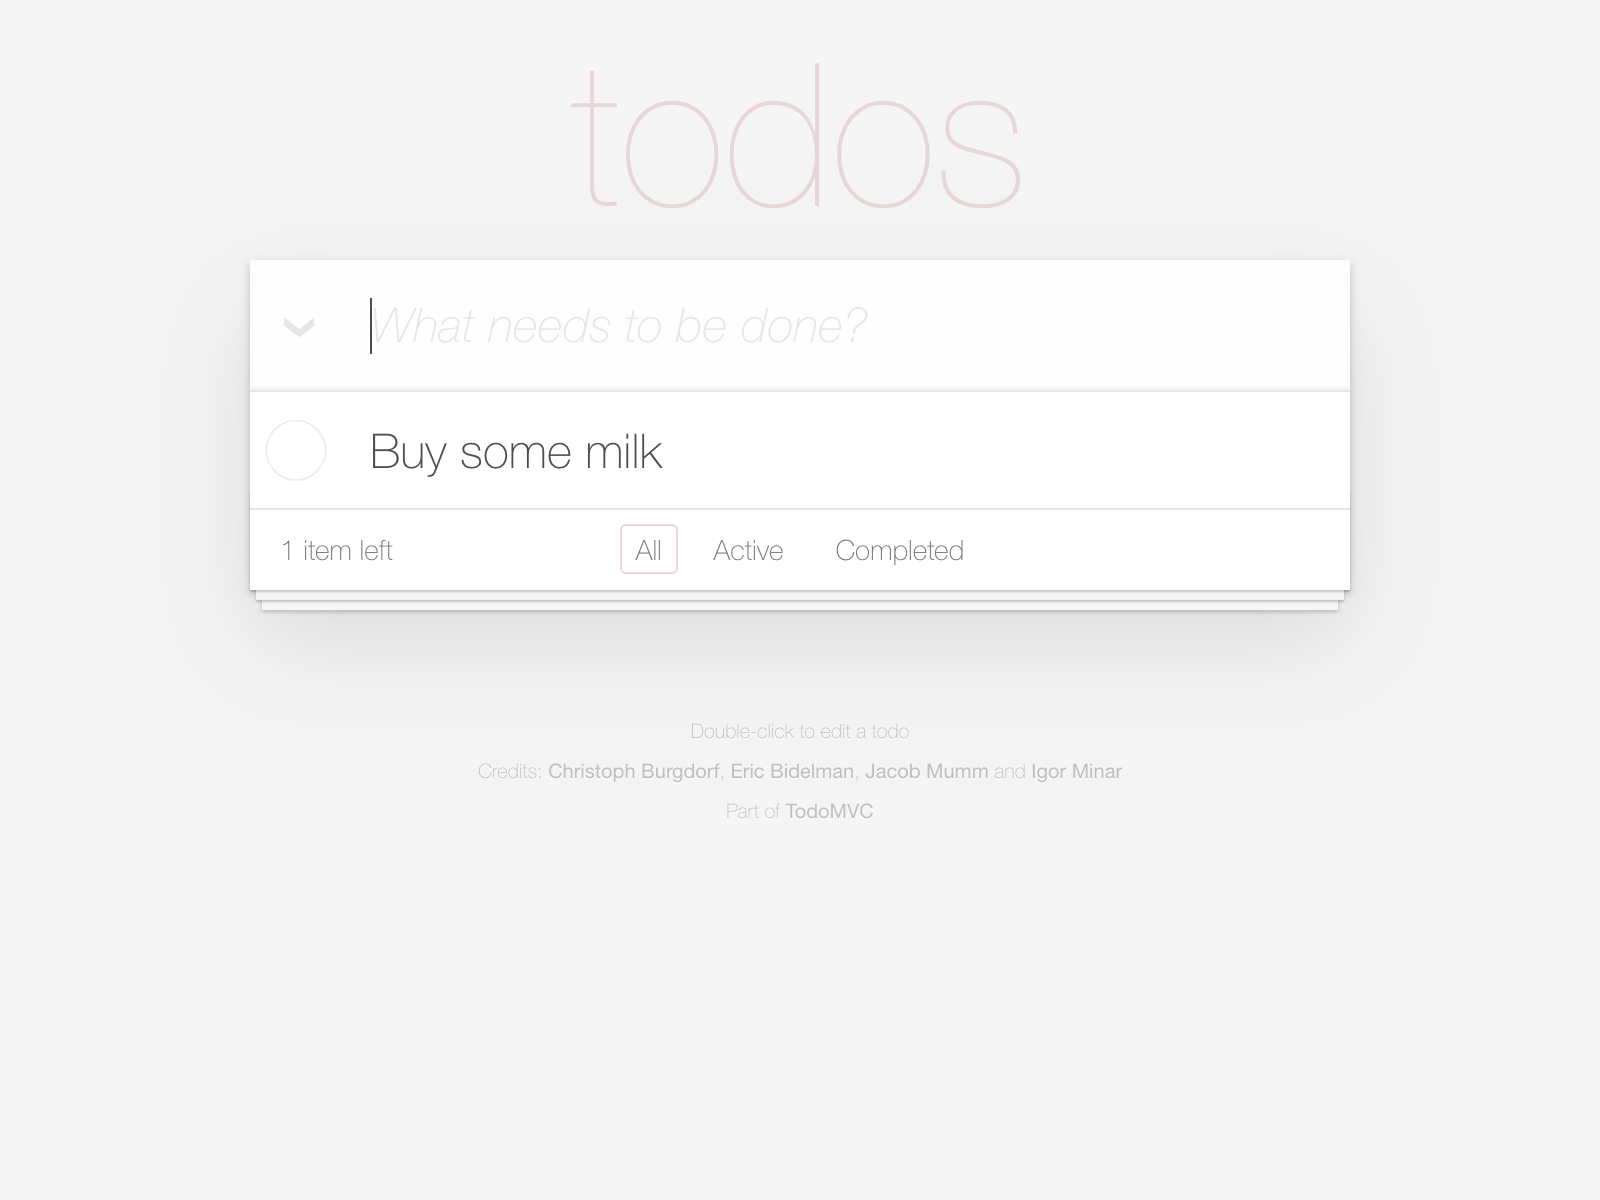 todos
What needs to be done?
Buy some milk
1 item left All Active Completed
Double-click to edit a todo
Credits: Christoph Burgdorf, Eric Bidelman, Jacob Mumm and Igor Minar
Part of TodoMVC